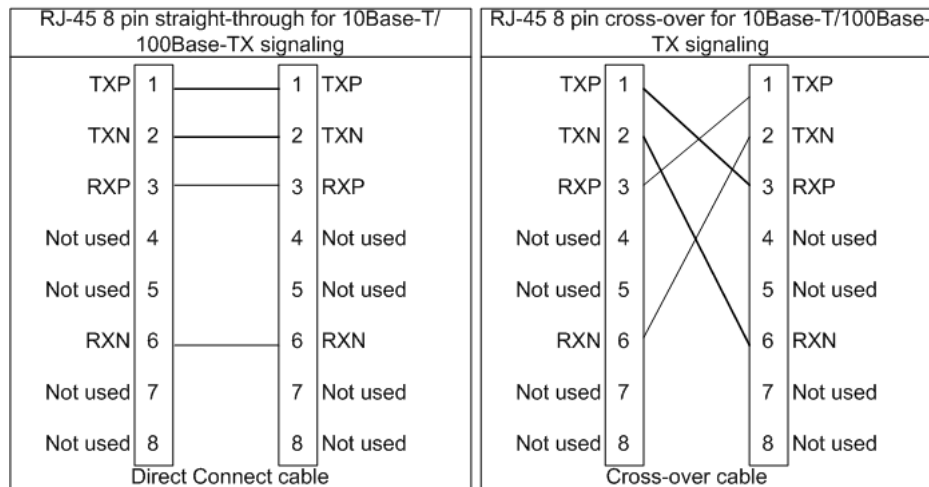 RJ-45 8 pin straight-through for 10Base-T/
100Base-TX signaling
TXP 1 1 TXP
TXN 2 2 TXN
RXP 3 3 RXP
Not used 4 4 Not used
Not used 5 5 Not used
RXN 6 6 RXN
Not used 7 7 Not used
Not used 8 8 Not used
Direct Connect cable
RJ-45 8 pin cross-over for 10Base-T/100Base-
TX signaling
TXP 1 1 TXP
TXN 2 2 TXN
RXP 3 3 RXP
Not used 4 4 Not used
Not used 5 5 Not used
RXN 6 6 RXN
Not used 7 7 Not used
Not used 8 8 Not used
Cross-over cable